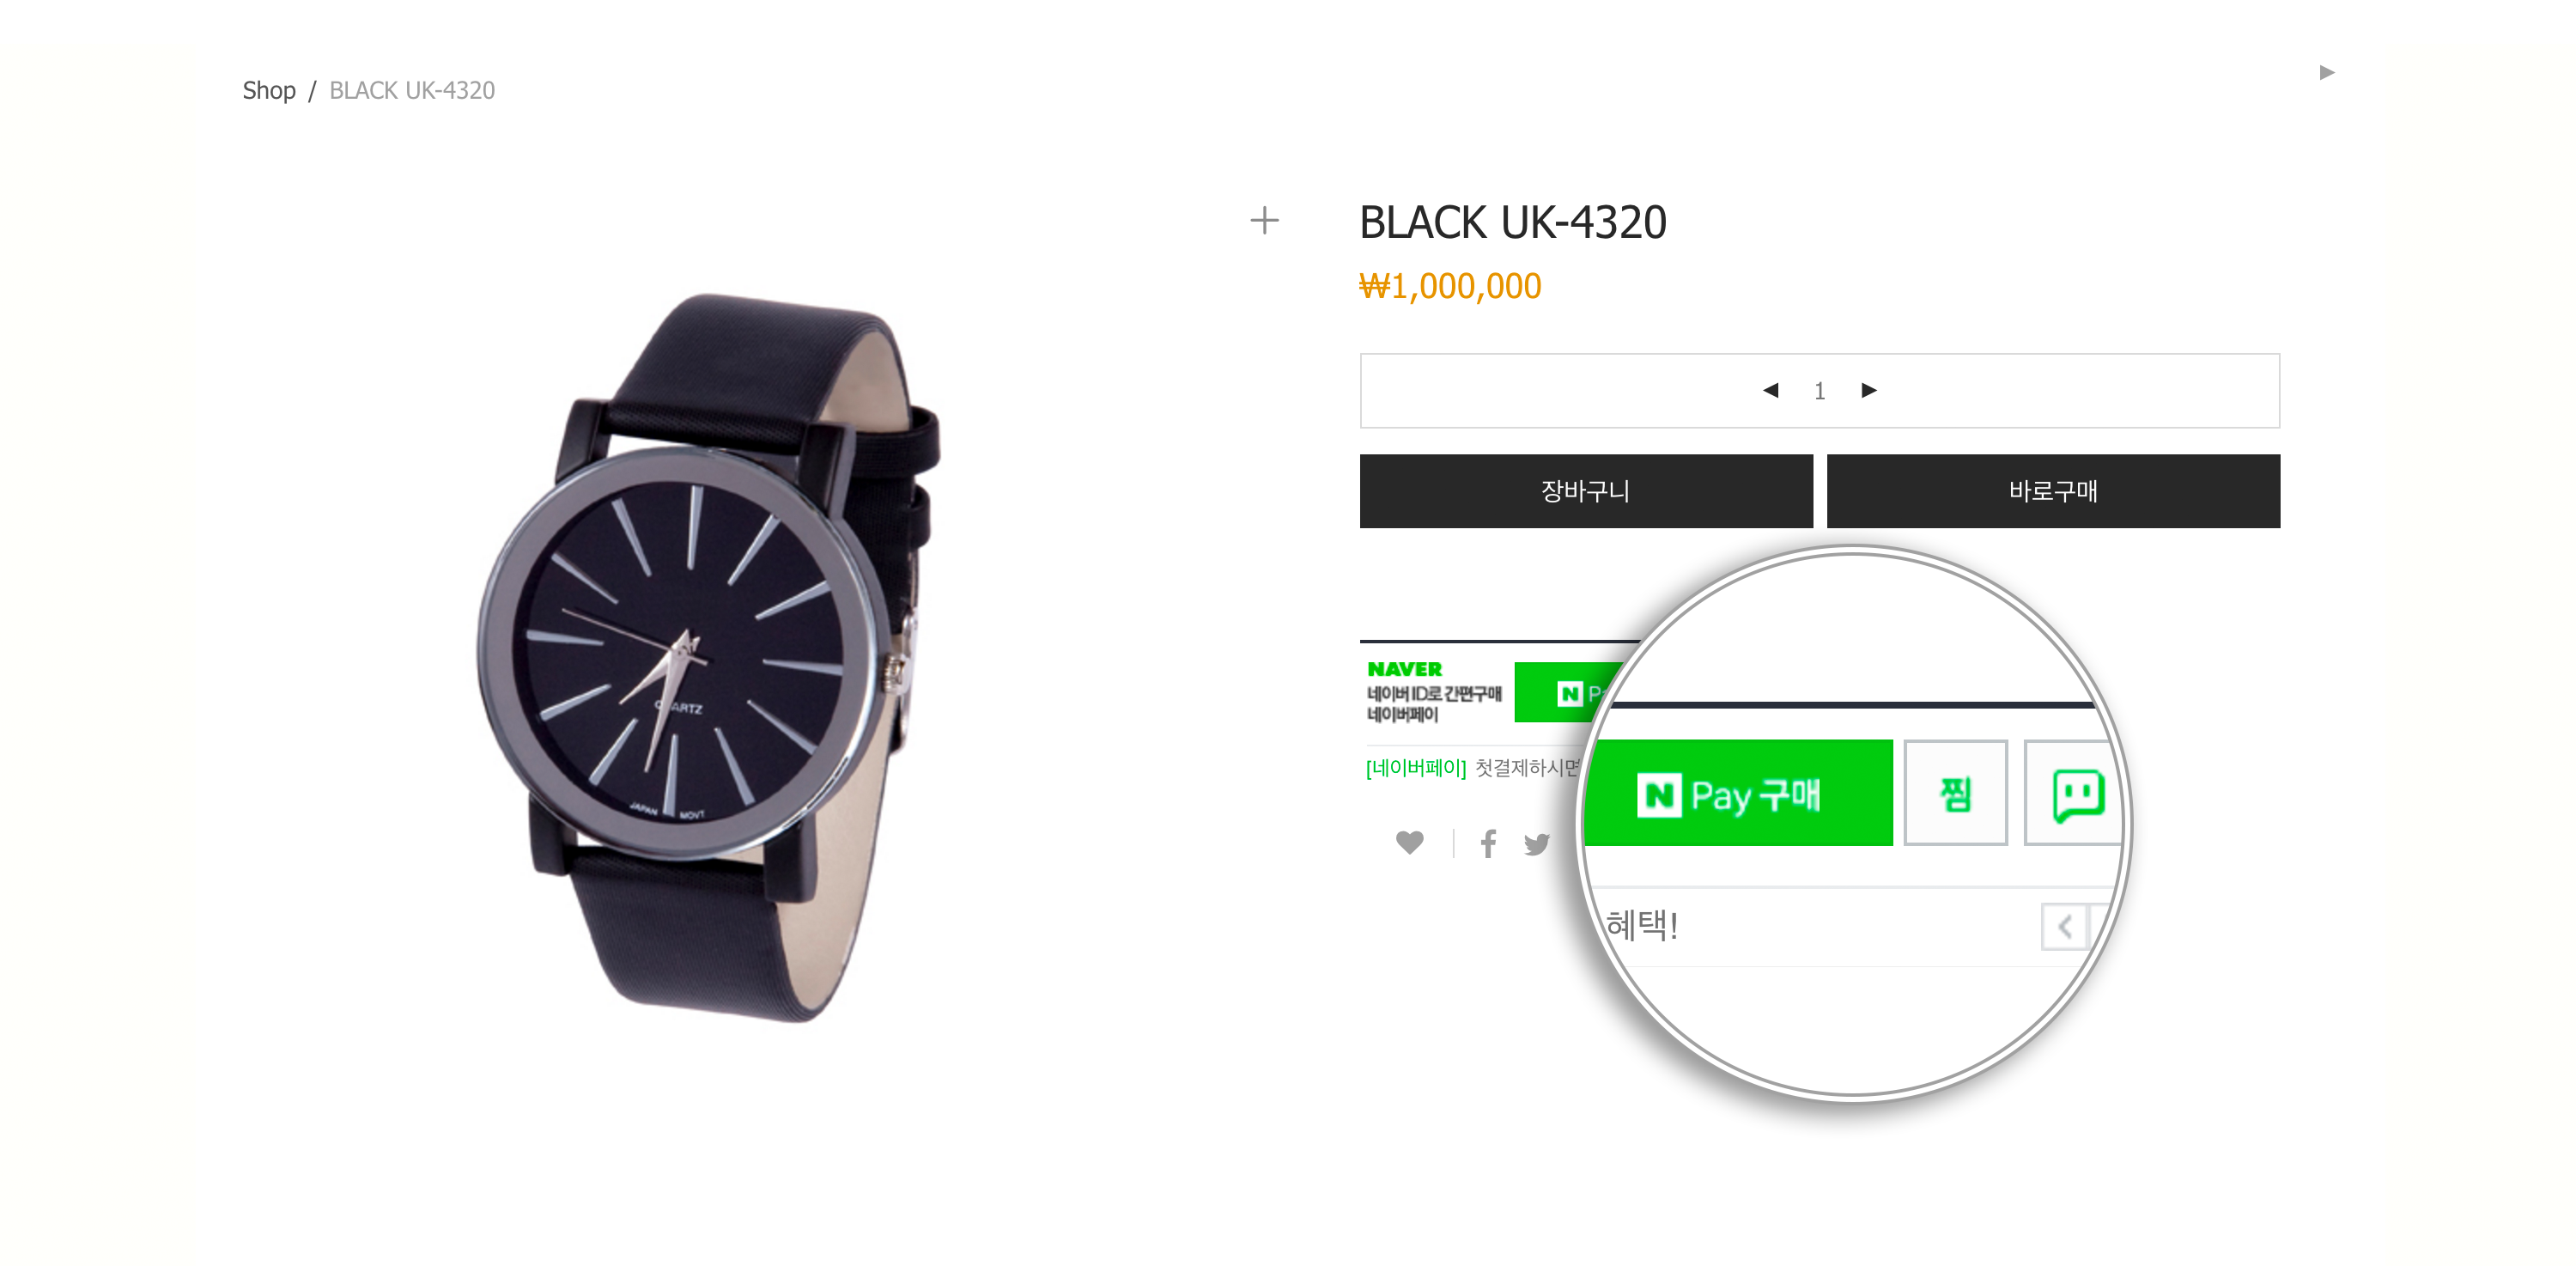 Shop / BLACK UK-4320
BLACK UK-4320
₩1,000,000
1
장바구니
바로구매
NAVER
네이버 ID로 간편구매
네이버페이
N Pa
[네이버페이] 첫결제하시면
N Pay 구매
찜
혜택!
QUARTZ
JAPAN MOVT